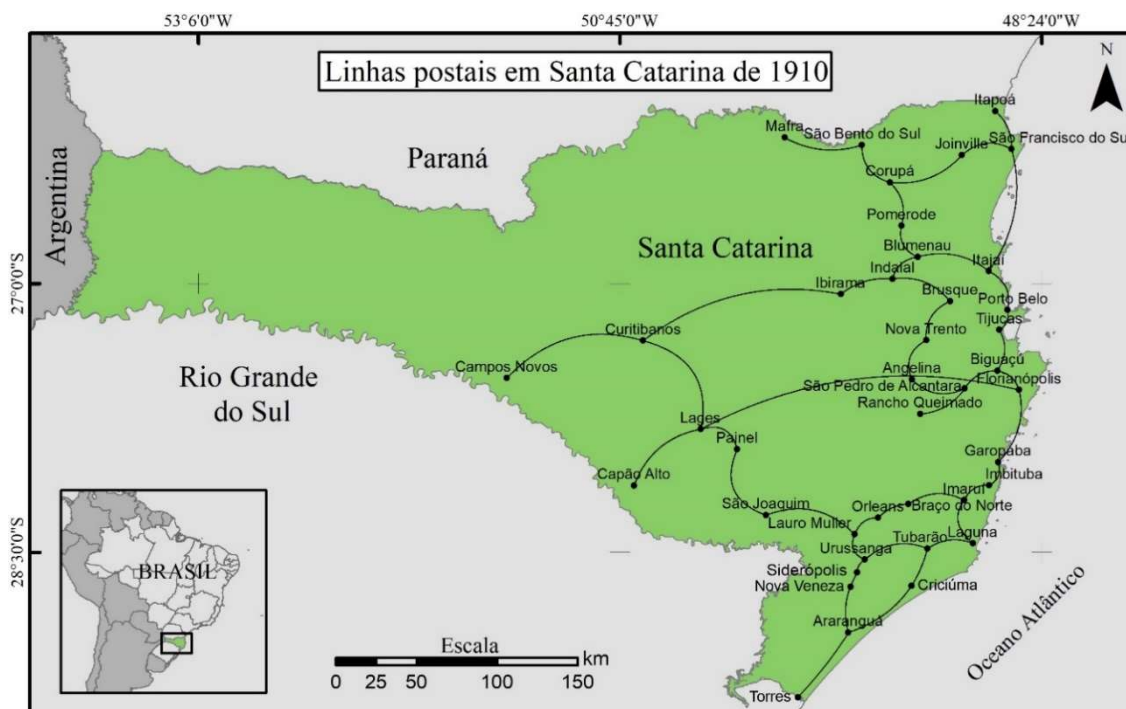 53°6'0"W
50°45'0"W
48°24'0"W
Linhas postais em Santa Catarina de 1910
N
Itapoá
Mafra
São Bento do Sul
Joinville
São Francisco do Su
Paraná
Corupá
Argentina
Pomerode
Santa Catarina
Blumenau
Itajaí
Indaial
27°0'0"S
Ibirama
Brusque
Porto Belo
Tijucas
Curitibanos
Nova Trento
Campos Novos
Angelina
Biguaçú
Rio Grande
do Sul
São Pedro de Alcantara
Florianópolis
Rancho Queimado
Lages
Painel
Garopába
Capão Alto
Imbituba
Imaruí
São Joaquim
Orleans
Braço do Norte
Lauro Muller
Tubarão
Laguna
28°30'0"S
Urussanga
BRASIL
Siderópolis
Nova Veneza
Criciúma
Araranguá
Oceano Atlântico
Escala
km
0 25 50 100 150
Torres